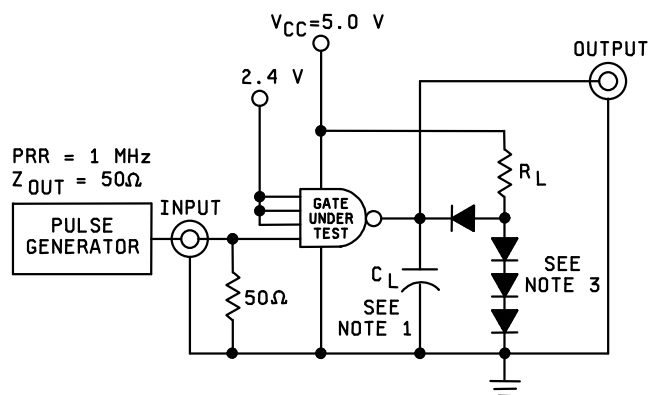 VCC=5.0 V
OUTPUT
2.4 V
PRR = 1 MHz
ZOUT = 50Ω
RL
INPUT
GATE
UNDER
TEST
PULSE
GENERATOR
50Ω
CL
SEE
NOTE 1
SEE
NOTE 3